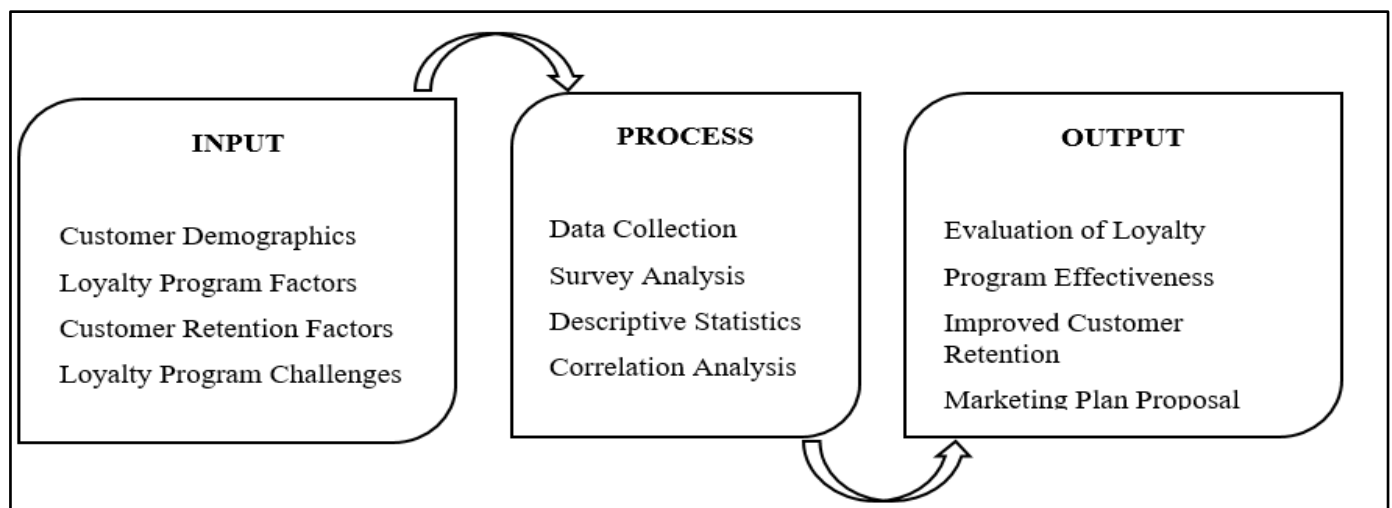 INPUT
Customer Demographics
Loyalty Program Factors
Customer Retention Factors
Loyalty Program Challenges
PROCESS
Data Collection
Survey Analysis
Descriptive Statistics
Correlation Analysis
OUTPUT
Evaluation of Loyalty
Program Effectiveness
Improved Customer
Retention
Marketing Plan Proposal